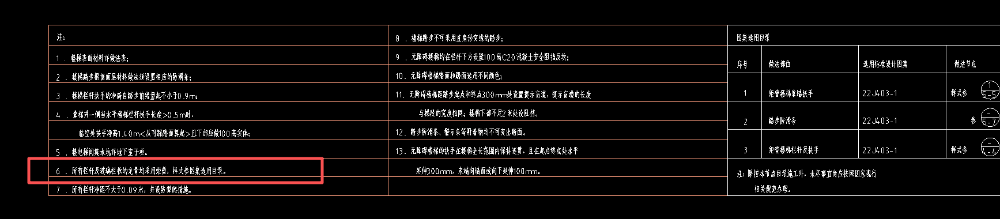 注:
1 . 楼梯表面材料详做法表;
2 . 楼梯踏步根据面层材料做法须设置相应的防滑条;
3 . 楼梯栏杆扶手的净高自踏步前缘量起不小于0.9m;
4 . 靠梯井一侧当水平楼梯栏杆扶手长度>0.5m时,
临空处扶手净高1.40m<从可踩踏面算起>且下部应做100高实体;
5 . 楼电梯间集水坑详地下室子项。
6 . 所有栏杆及玻璃栏板的龙骨均采用矩管, 样式参图集选用目录。
7 . 所有栏杆净距不大于0.09米, 并设防攀爬措施。
8 . 楼梯踏步不可采用直角形突缘的踏步;
9 . 无障碍楼梯均在栏杆下方设置100高C20混凝土安全阻挡反坎;
10. 无障碍楼梯踏面和踢面选用不同颜色;
11. 无障碍楼梯距踏步起点和终点300mm处设置提示盲道, 提示盲道的长度
与梯段的宽度相同; 楼梯下部不足2米处设阻挡。
12. 踏步防滑条、警示条等附着物均不可突出踏面。
13. 无障碍楼梯的扶手在楼梯全长范围内保持连贯, 且在起点终点处水平
延伸300mm, 末端向墙面或向下延伸100mm。
图集选用目录
序号 做法部位 选用标准设计图集 做法节点
1 矩管楼梯靠墙扶手 22J403-1 样式参 1 5-5
2 踏步防滑条 22J403-1 参 - 5-7
3 矩管楼梯栏杆及扶手 22J403-1 样式参 - 4-4
注: 除按本节点目录施工外, 未尽事宜尚应按照国家现行
相关规范办理。